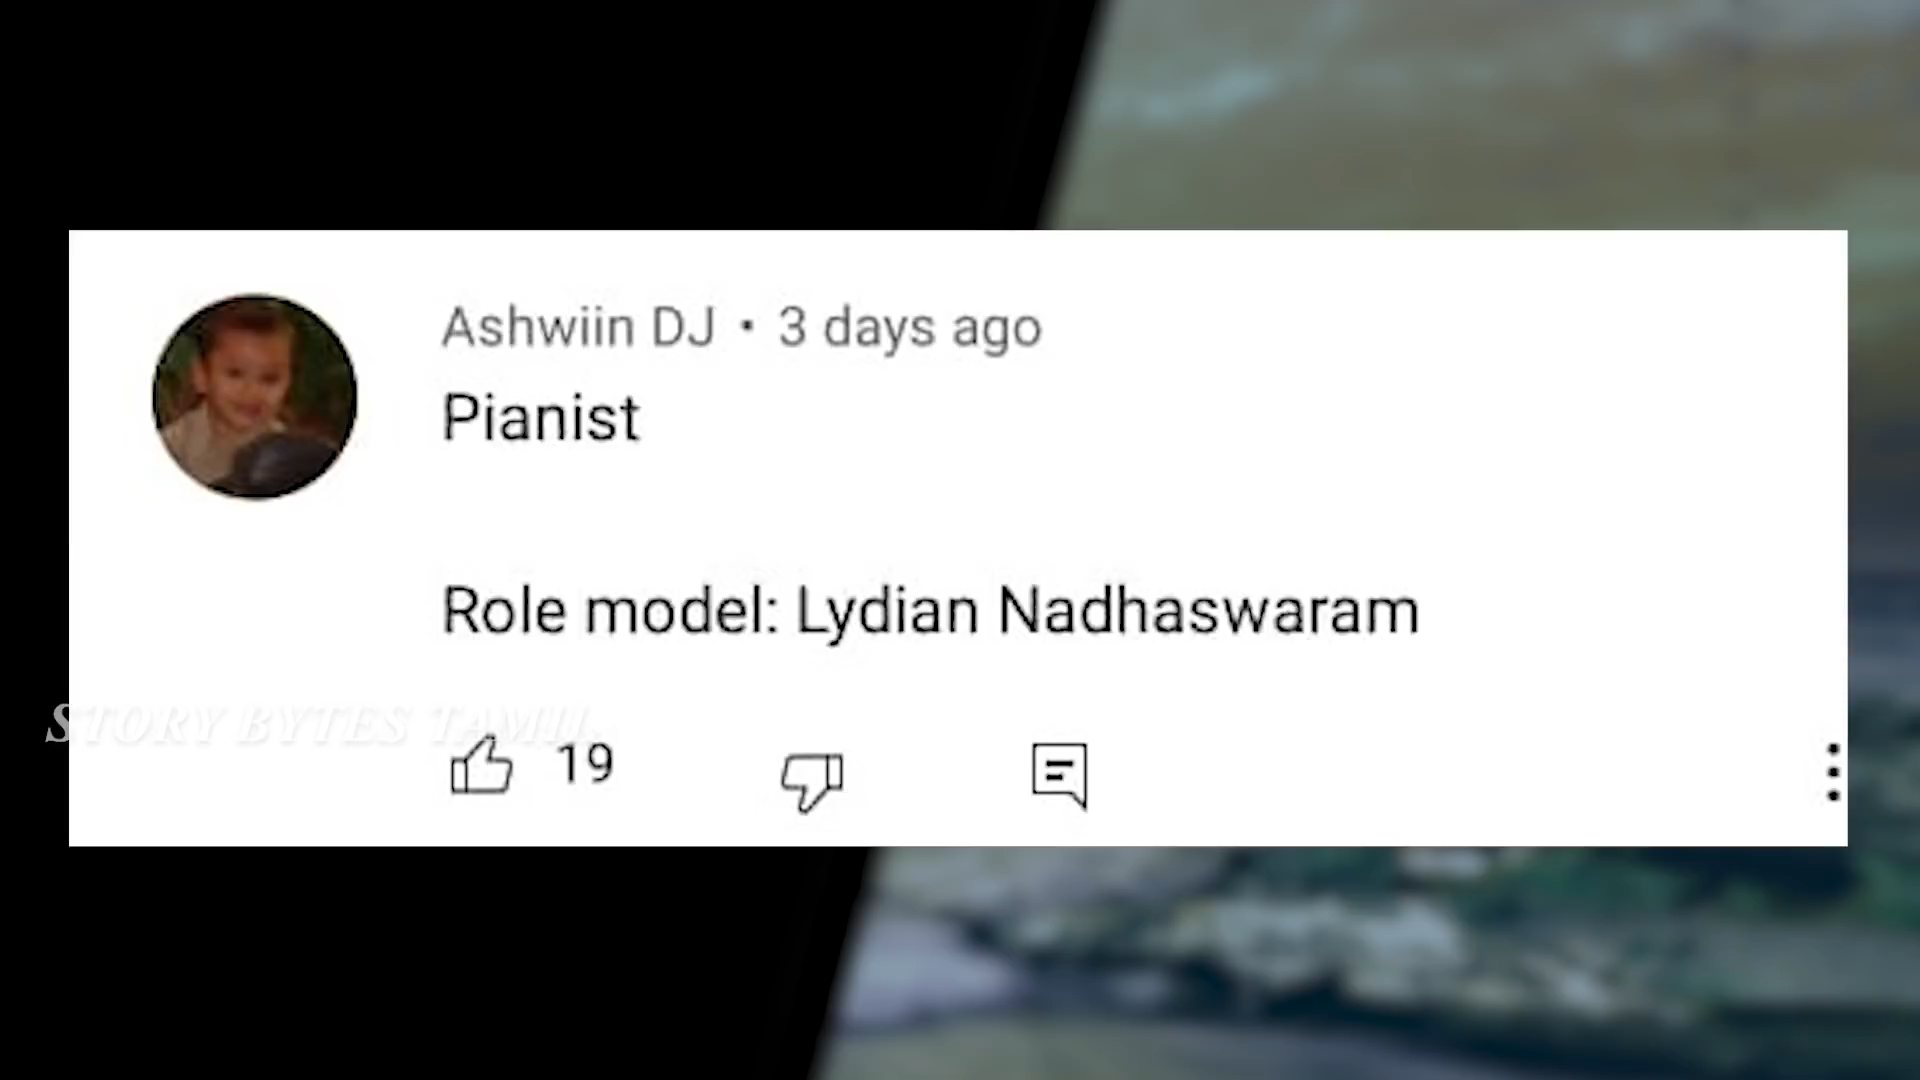 Ashwiin DJ • 3 days ago
Pianist
Role model: Lydian Nadhaswaram
STORY BYTES TAMIL
19